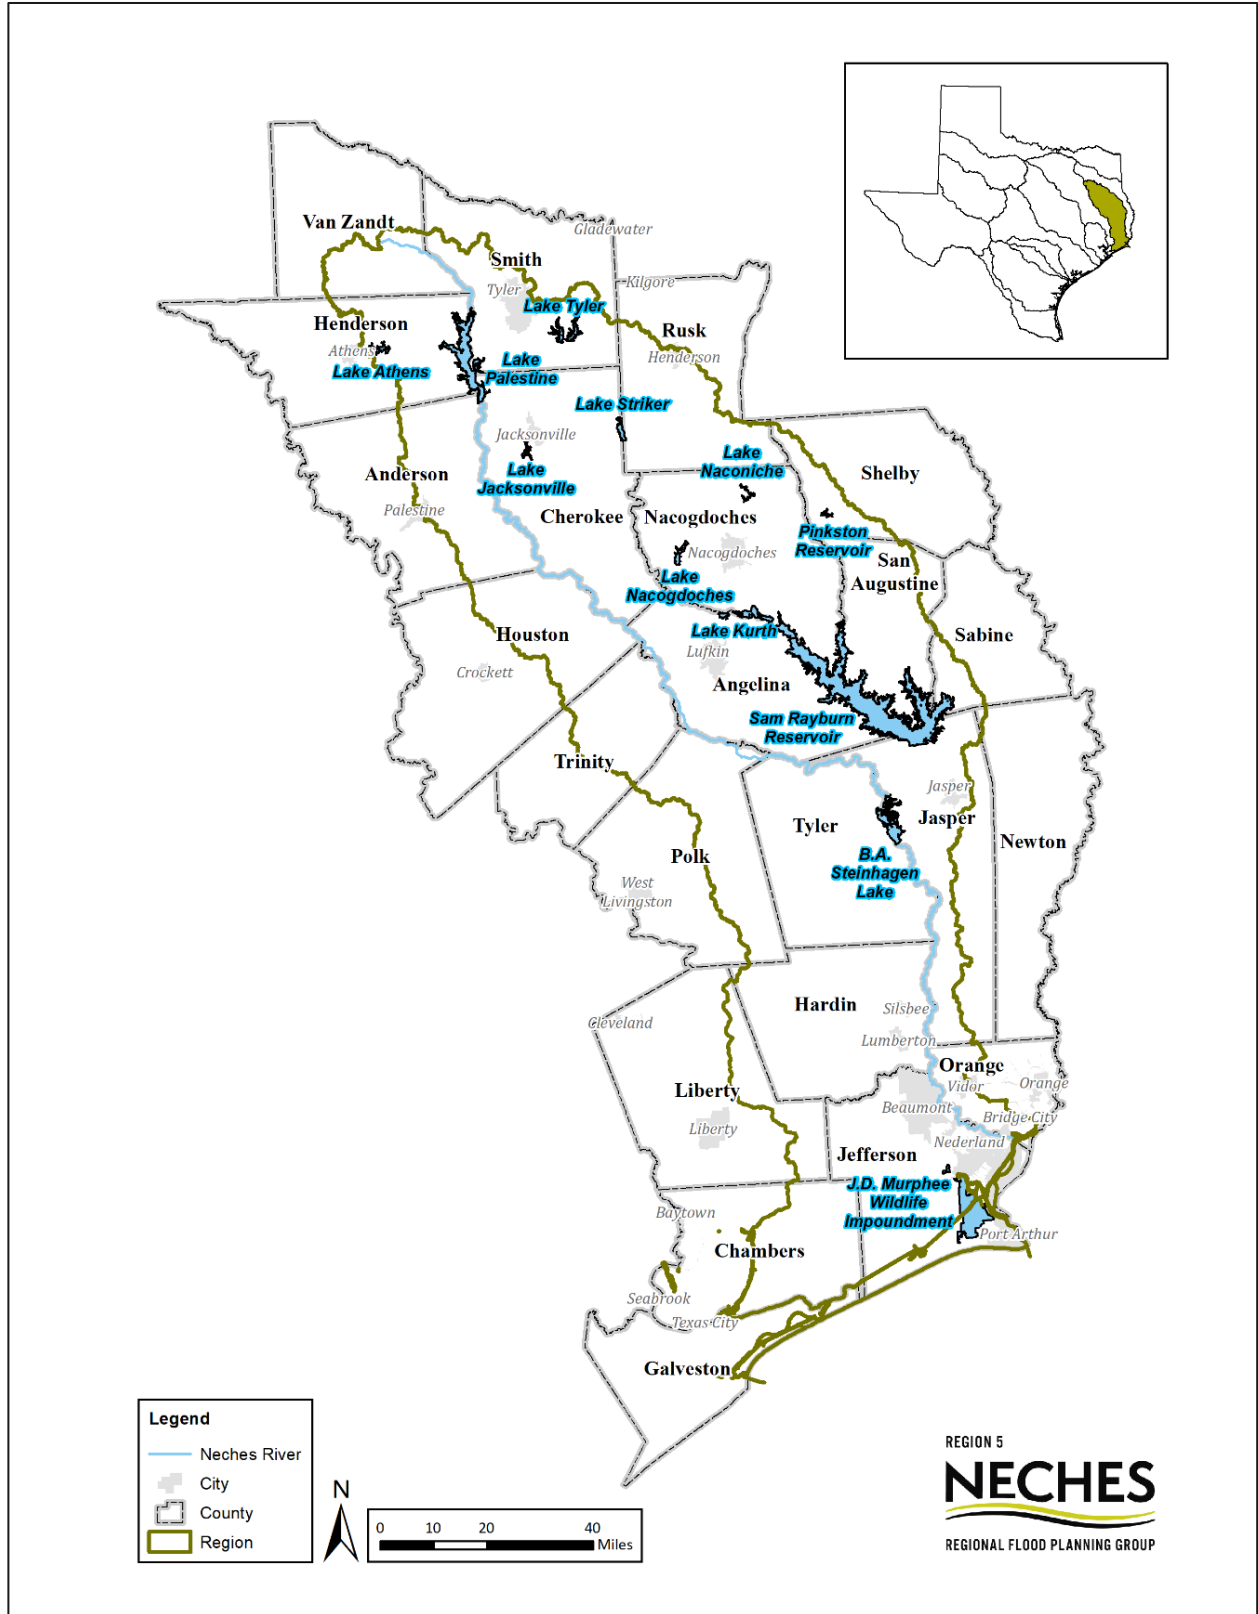 Gladewater
Van Zandt
Smith
Kilgore
Tyler
Lake Tyler
Henderson
Rusk
Athens
Henderson
Lake Athens
Lake
Palestine
Lake Striker
Jacksonville
Lake
Jacksonville
Lake
Naconiche
Shelby
Anderson
Palestine
Cherokee
Nacogdoches
Pinkston
Reservoir
Nacogdoches
San
Augustine
Lake
Nacogdoches
Houston
Lake Kurth
Sabine
Lufkin
Crockett
Angelina
Sam Rayburn
Reservoir
Trinity
Jasper
Jasper
Tyler
Newton
Polk
B.A.
Steinhagen
Lake
West
Livingston
Hardin
Silsbee
Cleveland
Lumberton
Orange
Vidor
Orange
Liberty
Beaumont
Bridge City
Liberty
Nederland
Jefferson
J.D. Murphee
Wildlife
Impoundment
Baytown
Port Arthur
Chambers
Seabrook
Texas City
Galveston
Legend
Neches River
City
County
Region
N
0 10 20 40
Miles
REGION 5
NECHES
REGIONAL FLOOD PLANNING GROUP